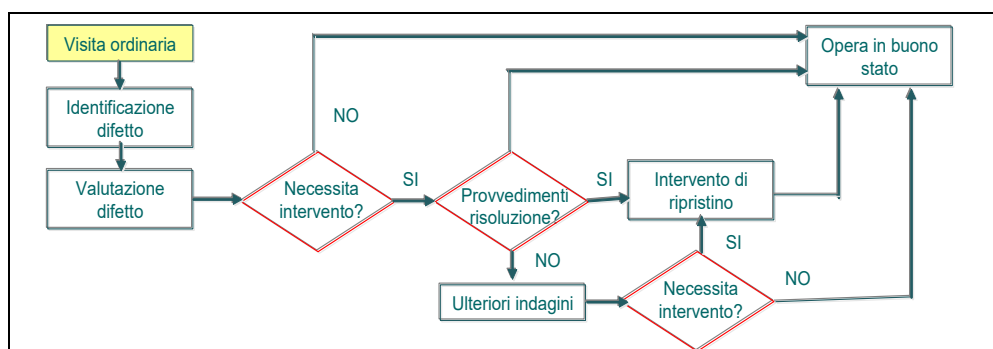 Visita ordinaria
Identificazione
difetto
Valutazione
difetto
NO
Necessita
intervento?
SI
Provvedimenti
risoluzione?
SI
Intervento di
ripristino
Opera in buono
stato
NO
Ulteriori indagini
SI
Necessita
intervento?
NO